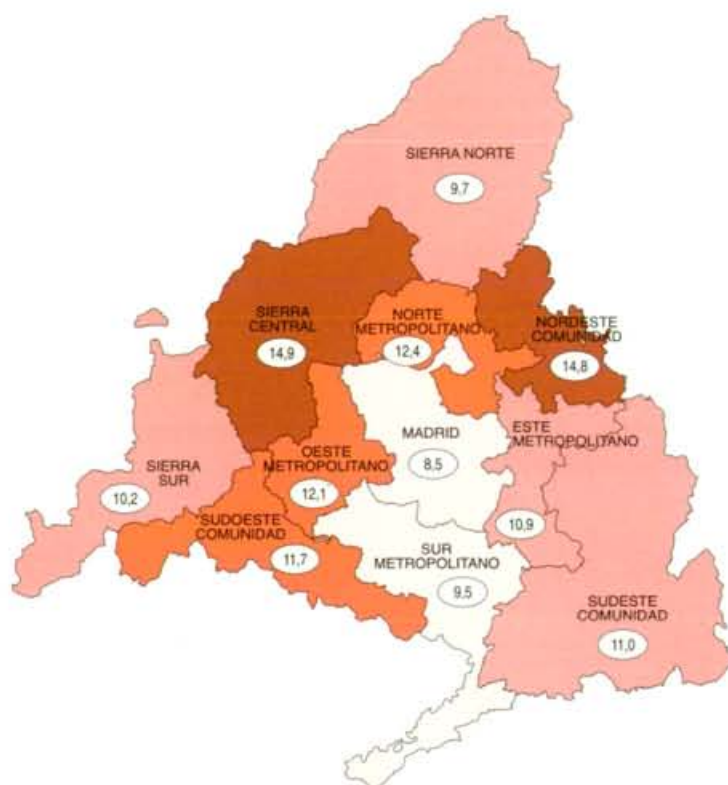 SIERRA NORTE
9,7
SIERRA
CENTRAL
14,9
NORTE
METROPOLITANO
12,4
NORDESTE
COMUNIDAD
14,8
MADRID
8,5
ESTE
METROPOLITANO
10,9
OESTE
METROPOLITANO
12,1
SIERRA
SUR
10,2
SUDOESTE
COMUNIDAD
11,7
SUR
METROPOLITANO
9,5
SUDESTE
COMUNIDAD
11,0